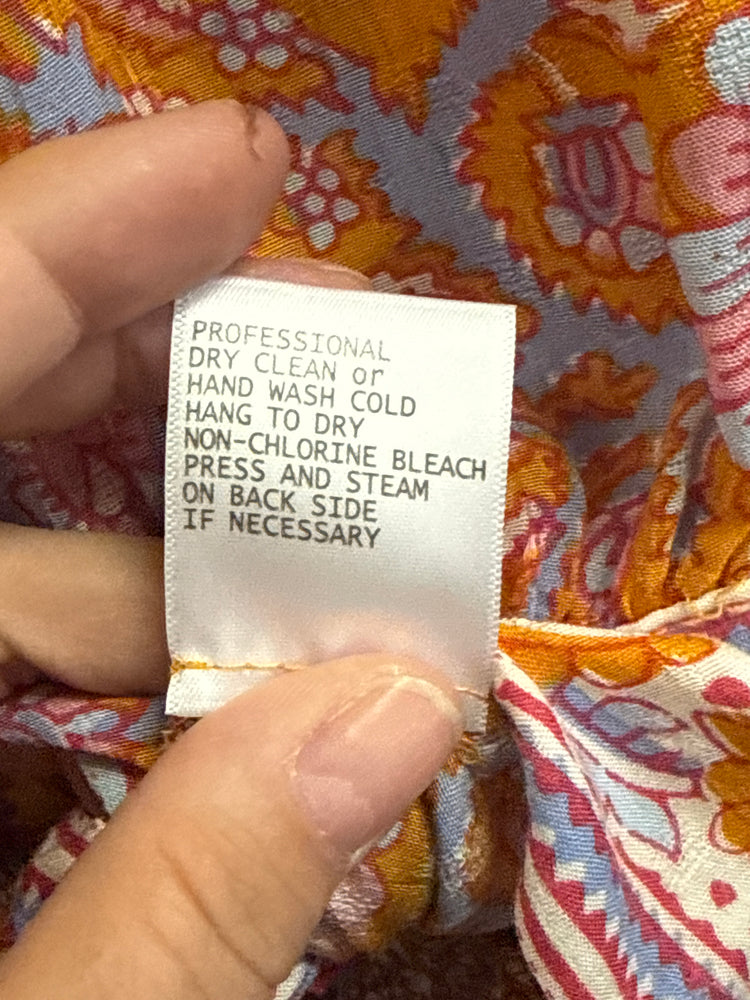 PROFESSIONAL
DRY CLEAN or
HAND WASH COLD
HANG TO DRY
NON-CHLORINE BLEACH
PRESS AND STEAM
ON BACK SIDE
IF NECESSARY